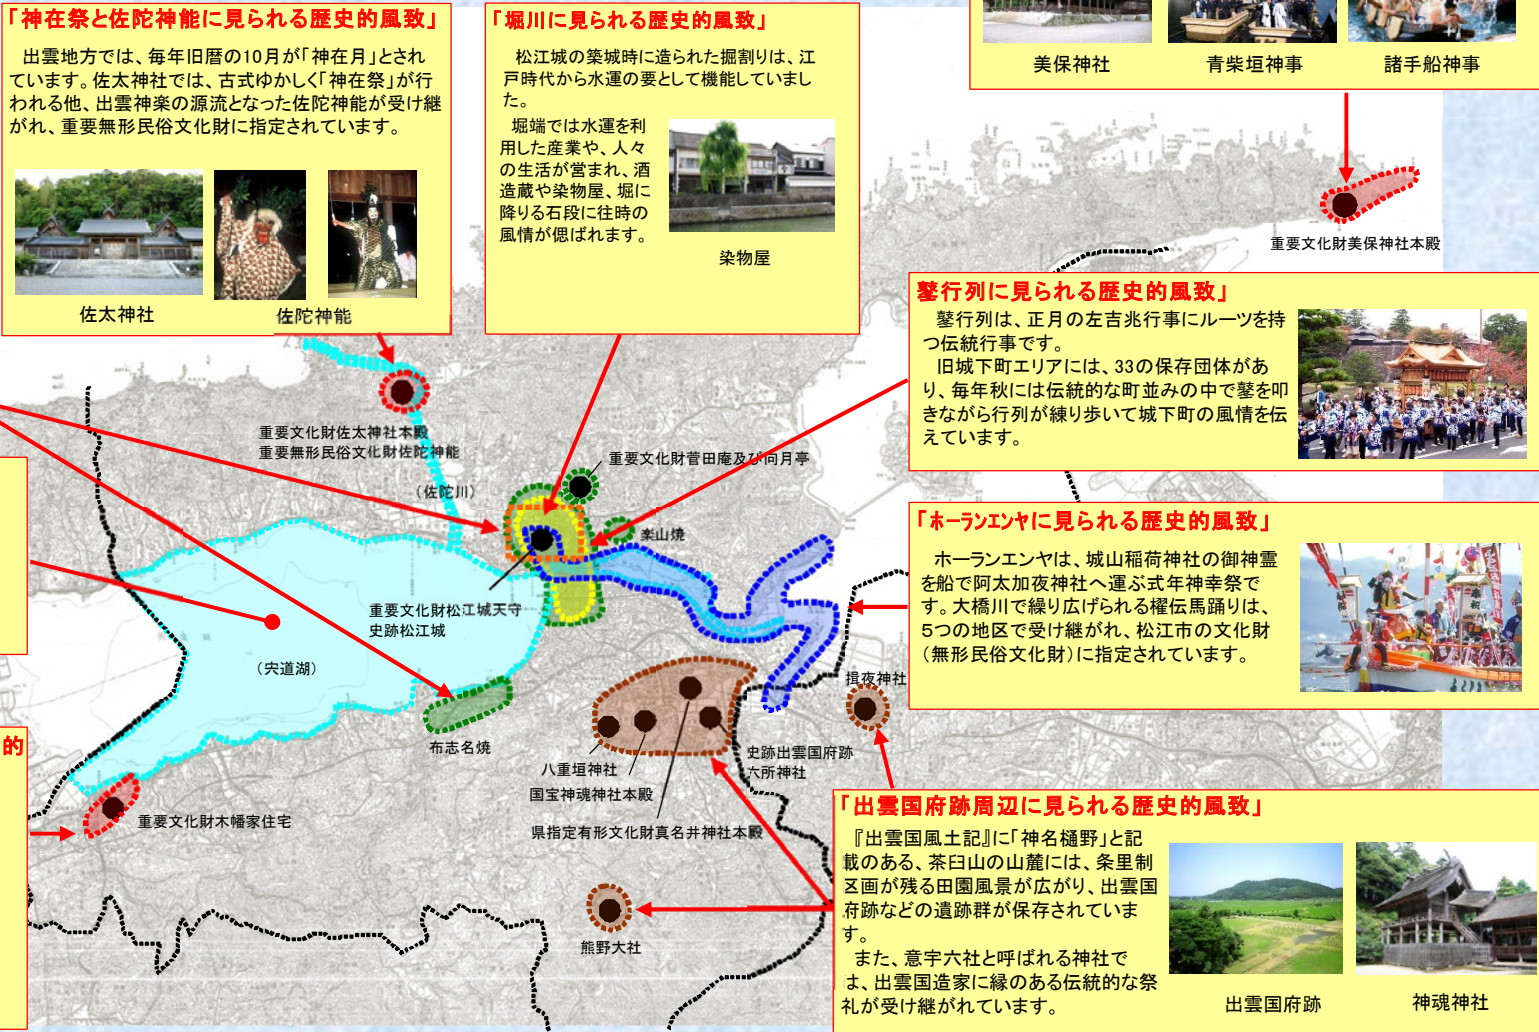 「神在祭と佐陀神能に見られる歴史的風致」
出雲地方では、毎年旧暦の10月が「神在月」とされ
ています。佐太神社では、古式ゆかしく「神在祭」が行
われる他、出雲神楽の源流となった佐陀神能が受け継
がれ、重要無形民俗文化財に指定されています。
佐太神社
佐陀神能
「堀川に見られる歴史的風致」
松江城の築城時に造られた掘割りは、江
戸時代から水運の要として機能していまし
た。
堀端では水運を利
用した産業や、人々
の生活が営まれ、酒
造蔵や染物屋、堀に
降りる石段に往時の
風情が偲ばれます。
染物屋
美保神社
青柴垣神事
諸手船神事
重要文化財美保神社本殿
鼕行列に見られる歴史的風致」
鼕行列は、正月の左吉兆行事にルーツを持
つ伝統行事です。
旧城下町エリアには、33の保存団体があ
り、毎年秋には伝統的な町並みの中で鼕を叩
きながら行列が練り歩いて城下町の風情を伝
えています。
重要文化財佐太神社本殿
重要無形民俗文化財佐陀神能
（佐陀川）
重要文化財菅田庵及び向月亭
楽山焼
重要文化財松江城天守
史跡松江城
（宍道湖）
布志名焼
「ホーランエンヤに見られる歴史的風致」
ホーランエンヤは、城山稲荷神社の御神霊
を船で阿太加夜神社へ運ぶ式年神幸祭で
す。大橋川で繰り広げられる櫂伝馬踊りは、
５つの地区で受け継がれ、松江市の文化財
（無形民俗文化財）に指定されています。
揖夜神社
的
重要文化財木幡家住宅
八重垣神社
国宝神魂神社本殿
県指定有形文化財真名井神社本殿
史跡出雲国府跡
六所神社
熊野大社
「出雲国府跡周辺に見られる歴史的風致」
『出雲国風土記』に「神名樋野」と記
載のある、茶臼山の山麓には、条里制
区画が残る田園風景が広がり、出雲国
府跡などの遺跡群が保存されていま
す。
また、意宇六社と呼ばれる神社で
は、出雲国造家に縁のある伝統的な祭
礼が受け継がれています。
出雲国府跡
神魂神社